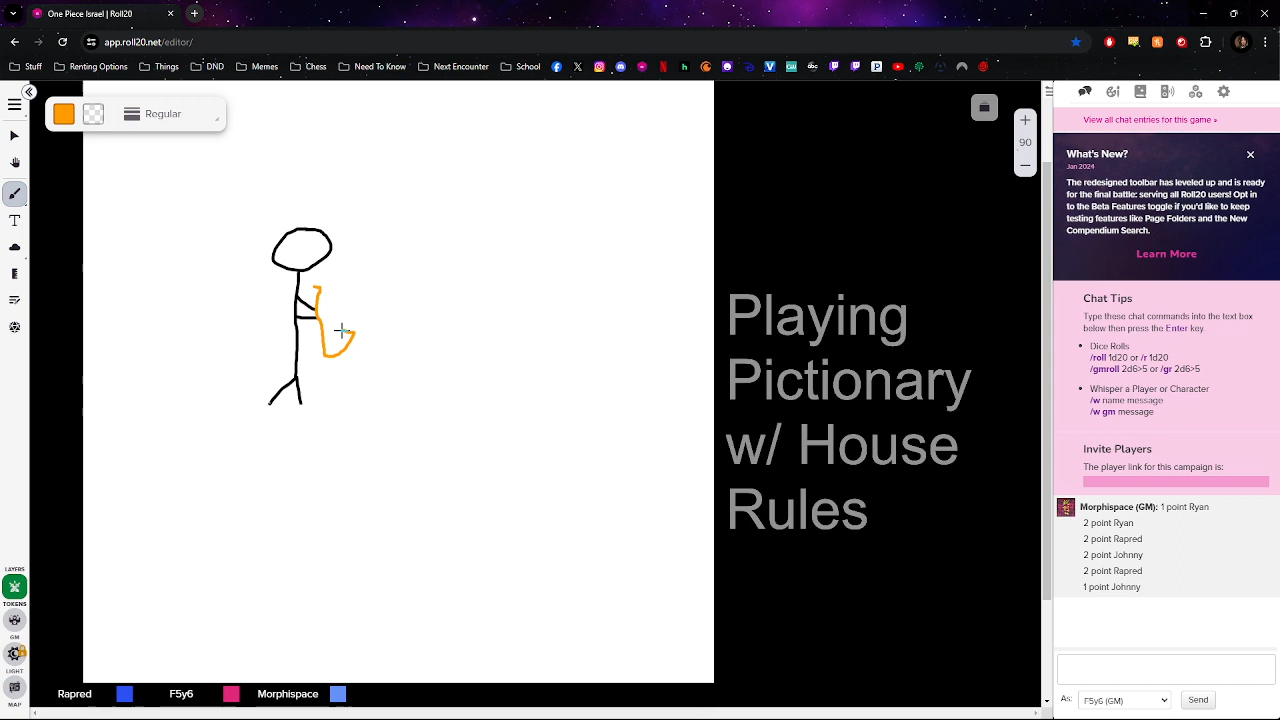 One Piece Israel | Roll20
app.roll20.net/editor/
Stuff
Renting Options
Things
DND
Memes
Chess
Need To Know
Next Encounter
School
Regular
90
View all chat entries for this game »
What's New?
Jan 2024
The redesigned toolbar has leveled up and is ready
for the final battle: serving all Roll20 users! Opt in
to the Beta Features toggle if you'd like to keep
testing features like Page Folders and the New
Compendium Search.
Learn More
Chat Tips
Type these chat commands into the text box
below then press the Enter key.
Dice Rolls
/roll 1d20 or /r 1d20
/gmroll 2d6>5 or /gr 2d6>5
Whisper a Player or Character
/w name message
/w gm message
Invite Players
The player link for this campaign is:
Morphispace (GM): 1 point Ryan
2 point Ryan
2 point Rapred
2 point Johnny
2 point Rapred
1 point Johnny
Playing
Pictionary
w/ House
Rules
LAYERS
TOKENS
GM
LIGHT
MAP
Rapred
F5y6
Morphispace
As:
F5y6 (GM)
Send